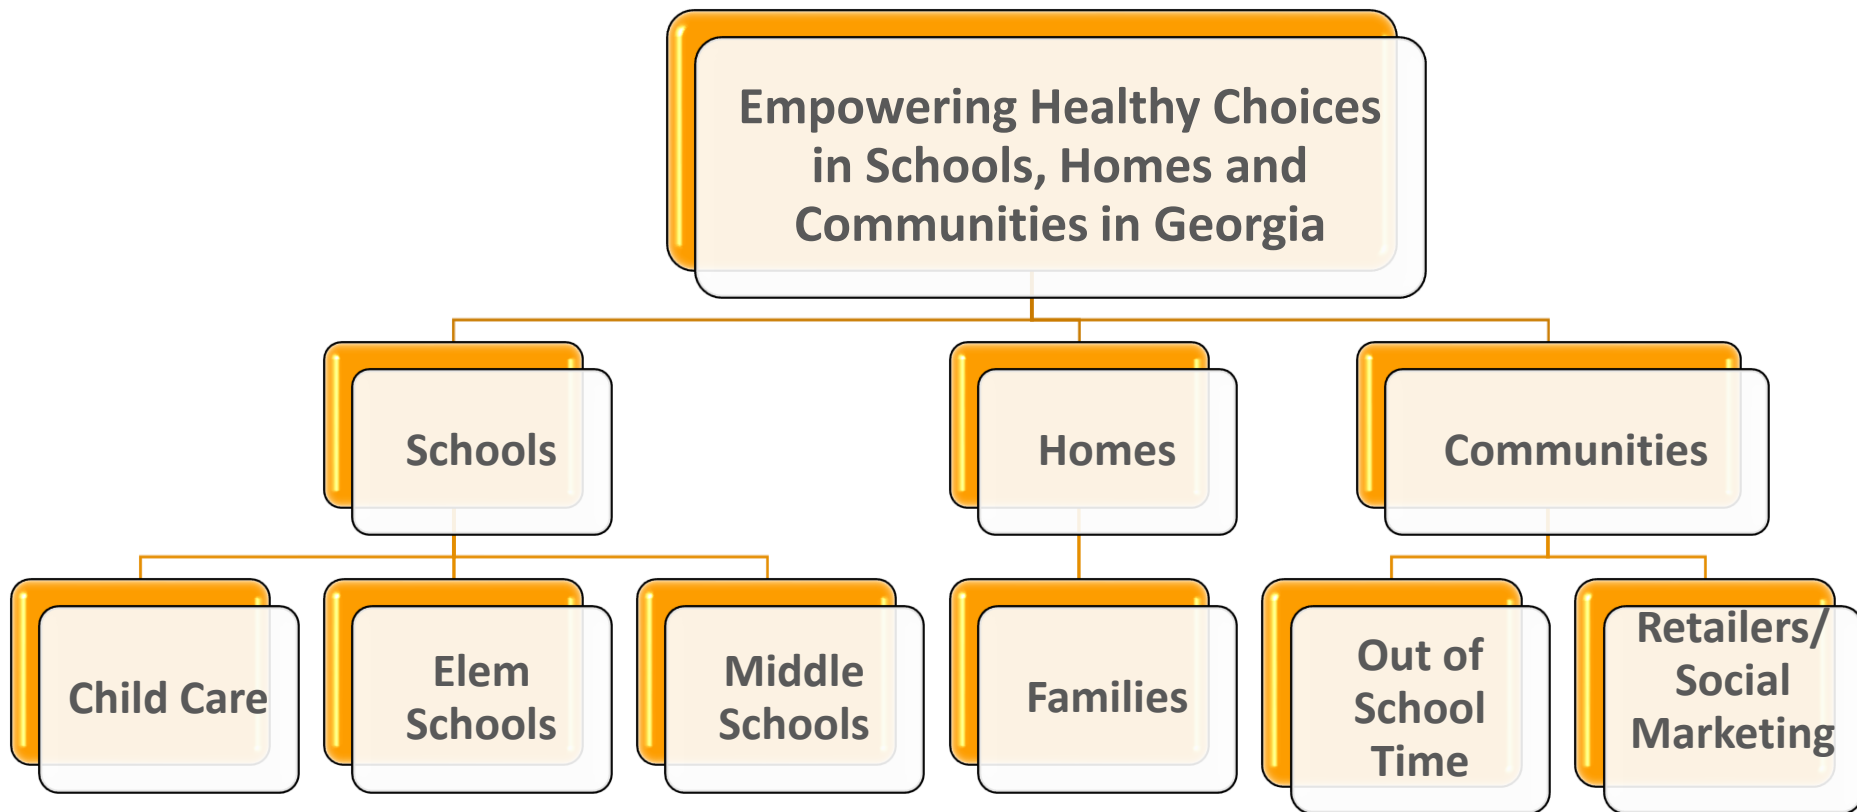 Empowering Healthy Choices
in Schools, Homes and
Communities in Georgia
Schools
Homes
Communities
Child Care
Elem
Schools
Middle
Schools
Families
Out of
School
Time
Retailers/
Social
Marketing